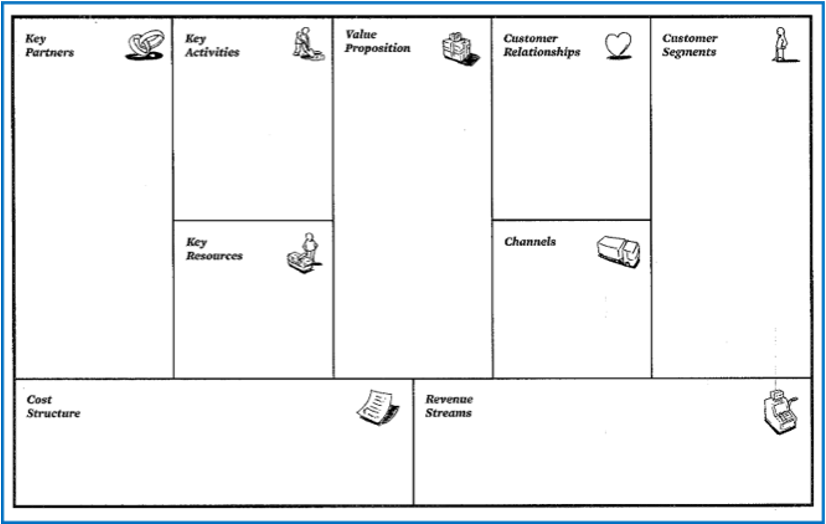 Key
Partners
Key
Activities
Value
Proposition
Customer
Relationships
Customer
Segments
Key
Resources
Channels
Cost
Structure
Revenue
Streams